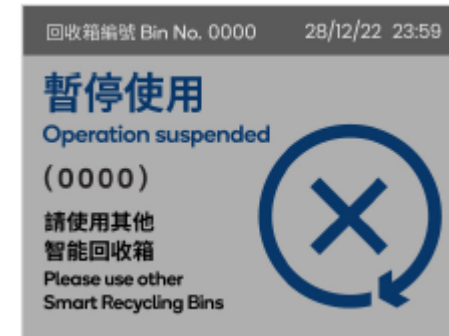 回收箱編號 Bin No. 0000 28/12/22 23:59
暫停使用
Operation suspended
(0000)
請使用其他
智能回收箱
Please use other
Smart Recycling Bins